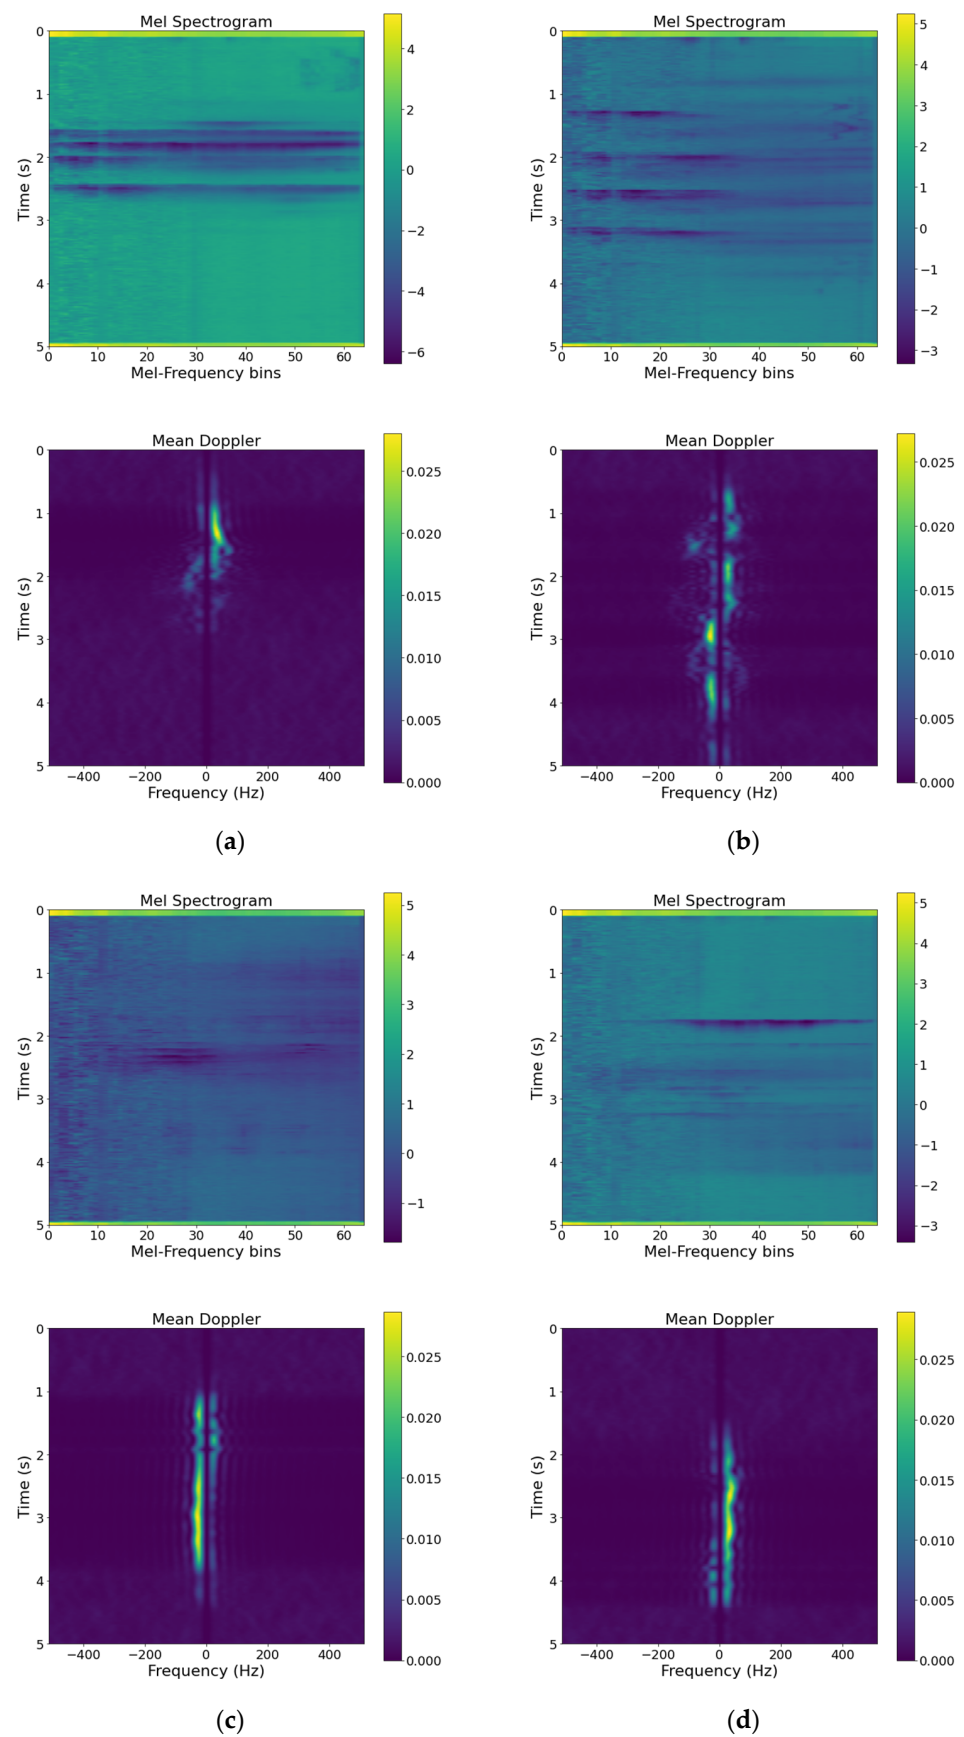 Mel Spectrogram
0
1
2
3
4
5
Time (s)
0 10 20 30 40 50 60
Mel-Frequency bins
4
2
0
−2
−4
−6
Mel Spectrogram
0
1
2
3
4
5
Time (s)
0 10 20 30 40 50 60
Mel-Frequency bins
5
4
3
2
1
0
−1
−2
−3
Mean Doppler
0
1
2
3
4
5
Time (s)
−400 −200 0 200 400
Frequency (Hz)
0.025
0.020
0.015
0.010
0.005
0.000
Mean Doppler
0
1
2
3
4
5
Time (s)
−400 −200 0 200 400
Frequency (Hz)
0.025
0.020
0.015
0.010
0.005
0.000
(a)
(b)
Mel Spectrogram
0
1
2
3
4
5
Time (s)
0 10 20 30 40 50 60
Mel-Frequency bins
5
4
3
2
1
0
−1
Mel Spectrogram
0
1
2
3
4
5
Time (s)
0 10 20 30 40 50 60
Mel-Frequency bins
5
4
3
2
1
0
−1
−2
−3
Mean Doppler
0
1
2
3
4
5
Time (s)
−400 −200 0 200 400
Frequency (Hz)
0.025
0.020
0.015
0.010
0.005
0.000
Mean Doppler
0
1
2
3
4
5
Time (s)
−400 −200 0 200 400
Frequency (Hz)
0.025
0.020
0.015
0.010
0.005
0.000
(c)
(d)